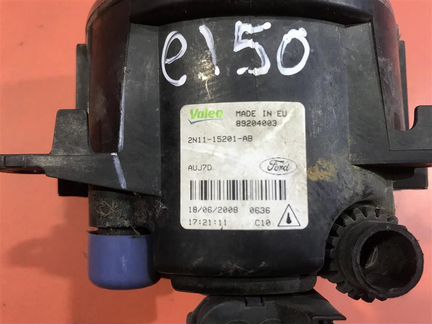 e150
Valeo
MADE IN EU
89204003
2N11-15201-AB
AUJ7D
Ford
18/06/2008 0636
17:21:11 C10